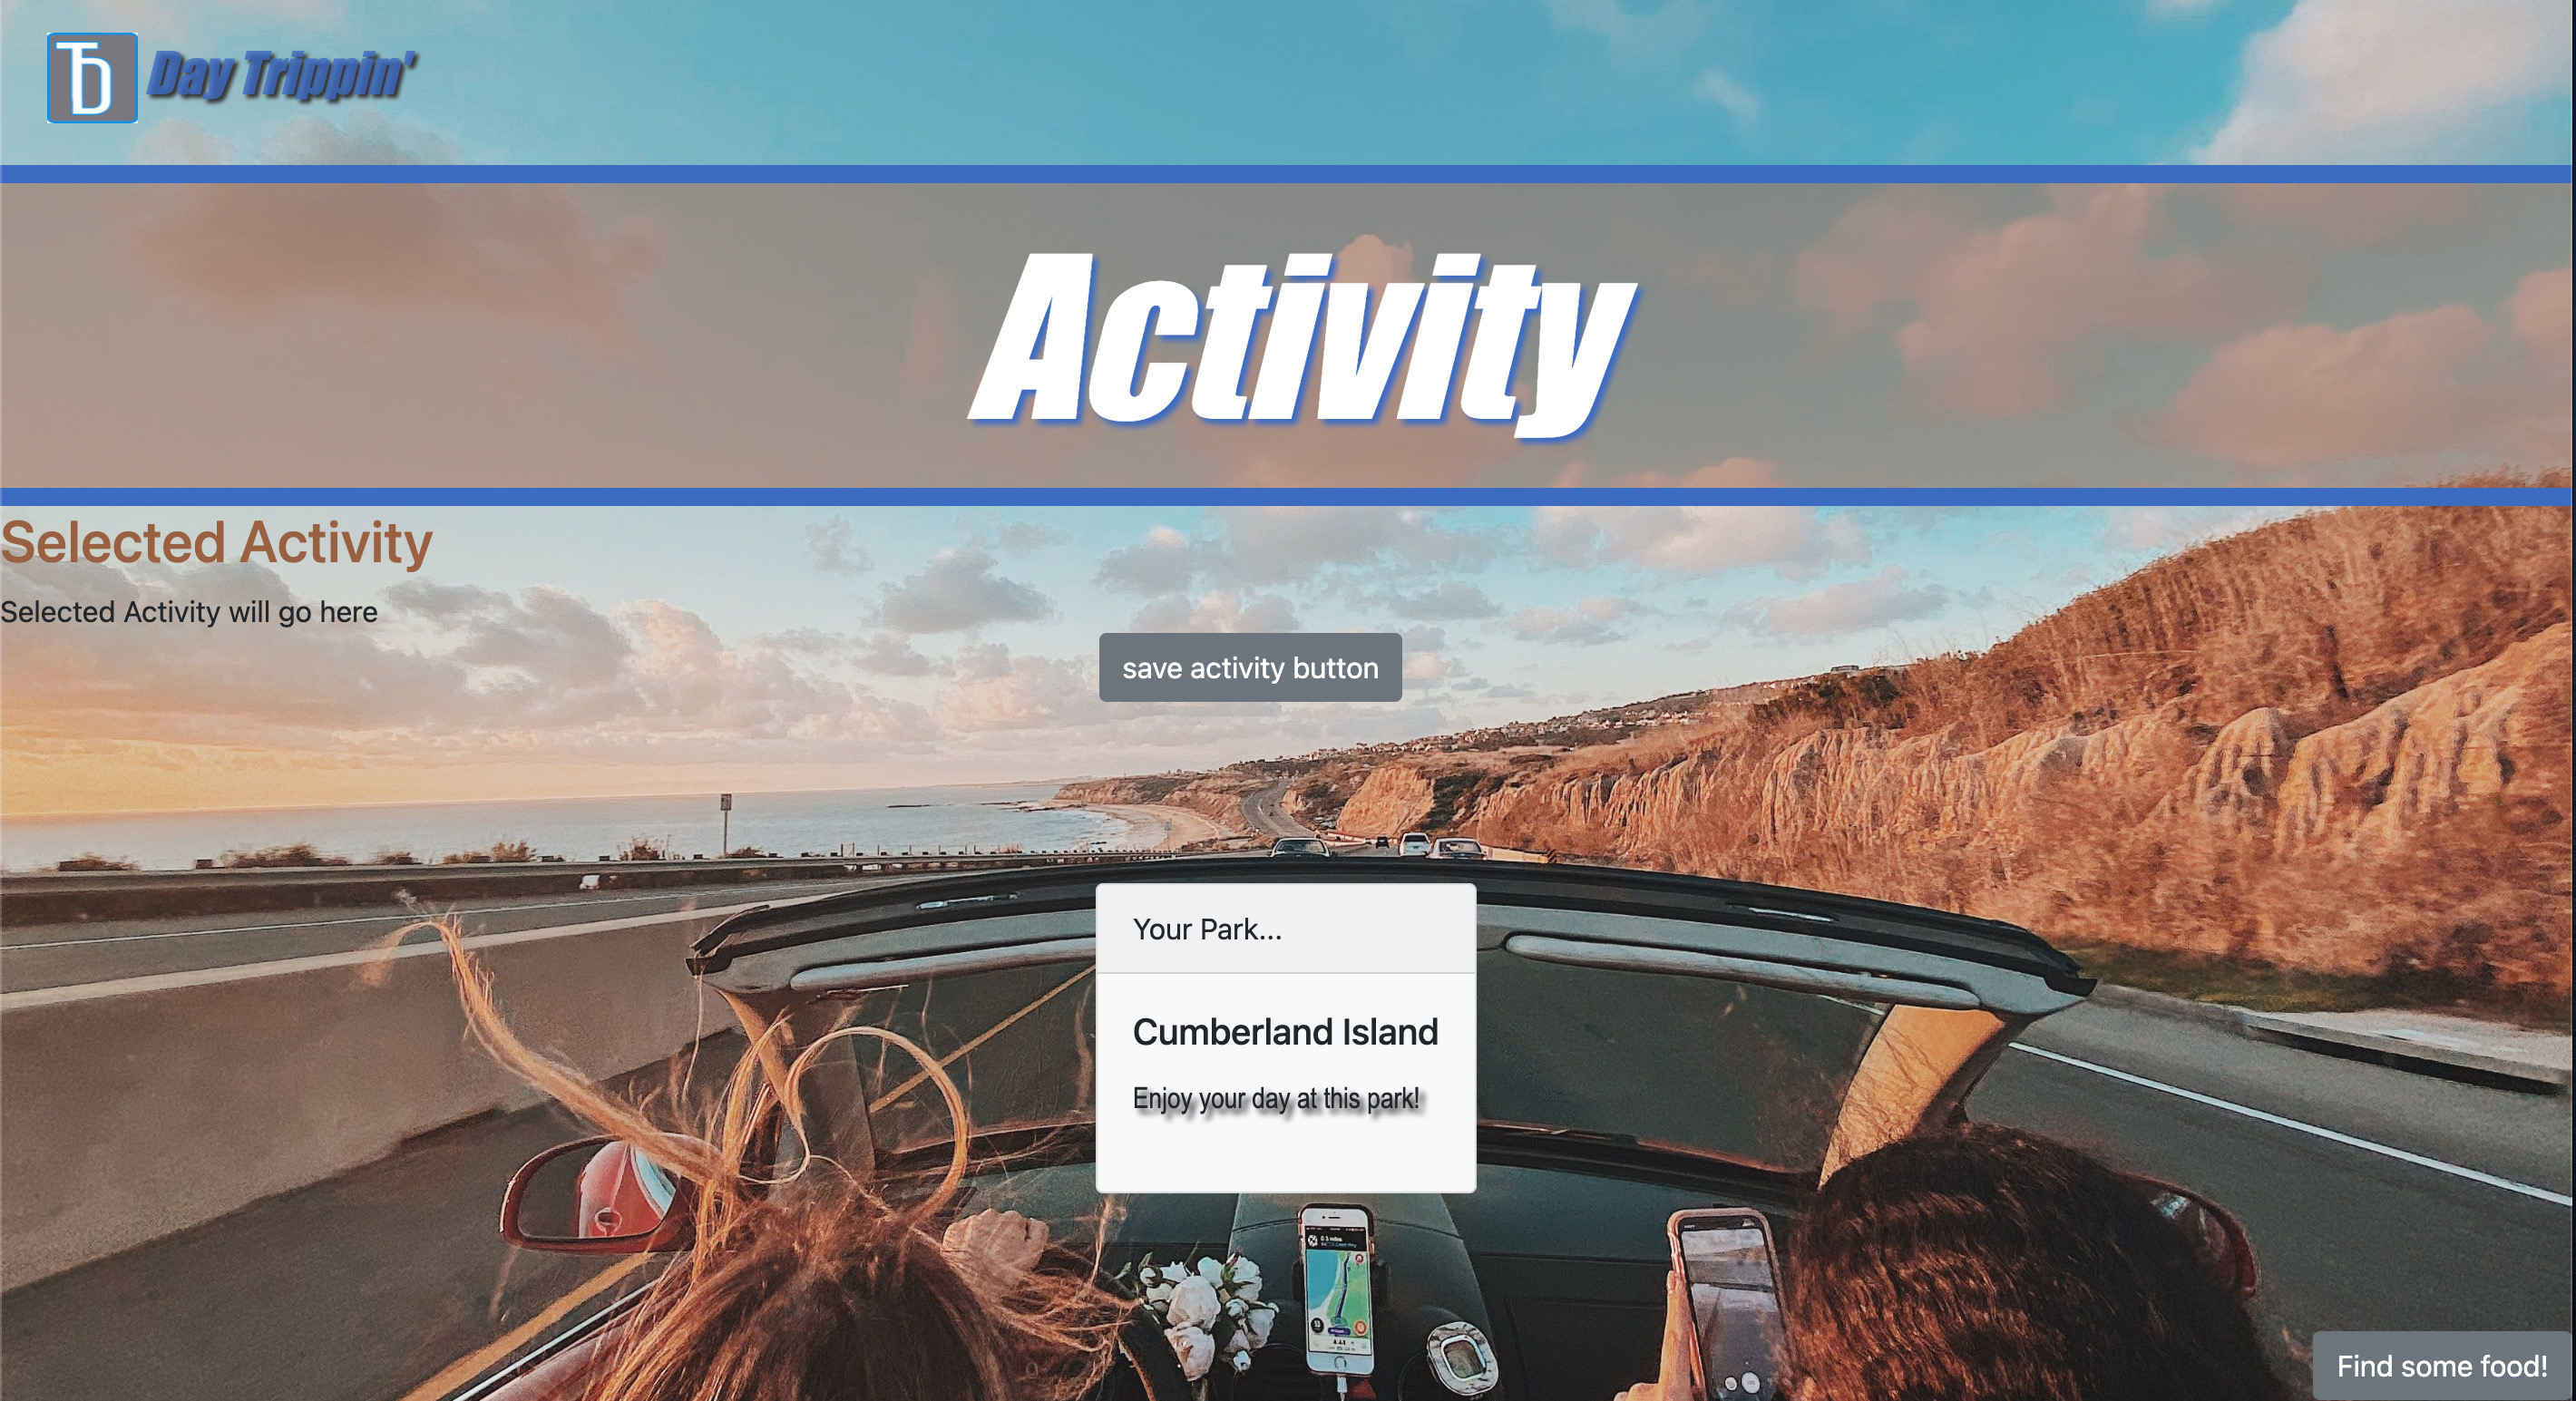 Day Trippin'
Activity
Selected Activity
Selected Activity will go here
save activity button
Your Park...
Cumberland Island
Enjoy your day at this park!
Find some food!